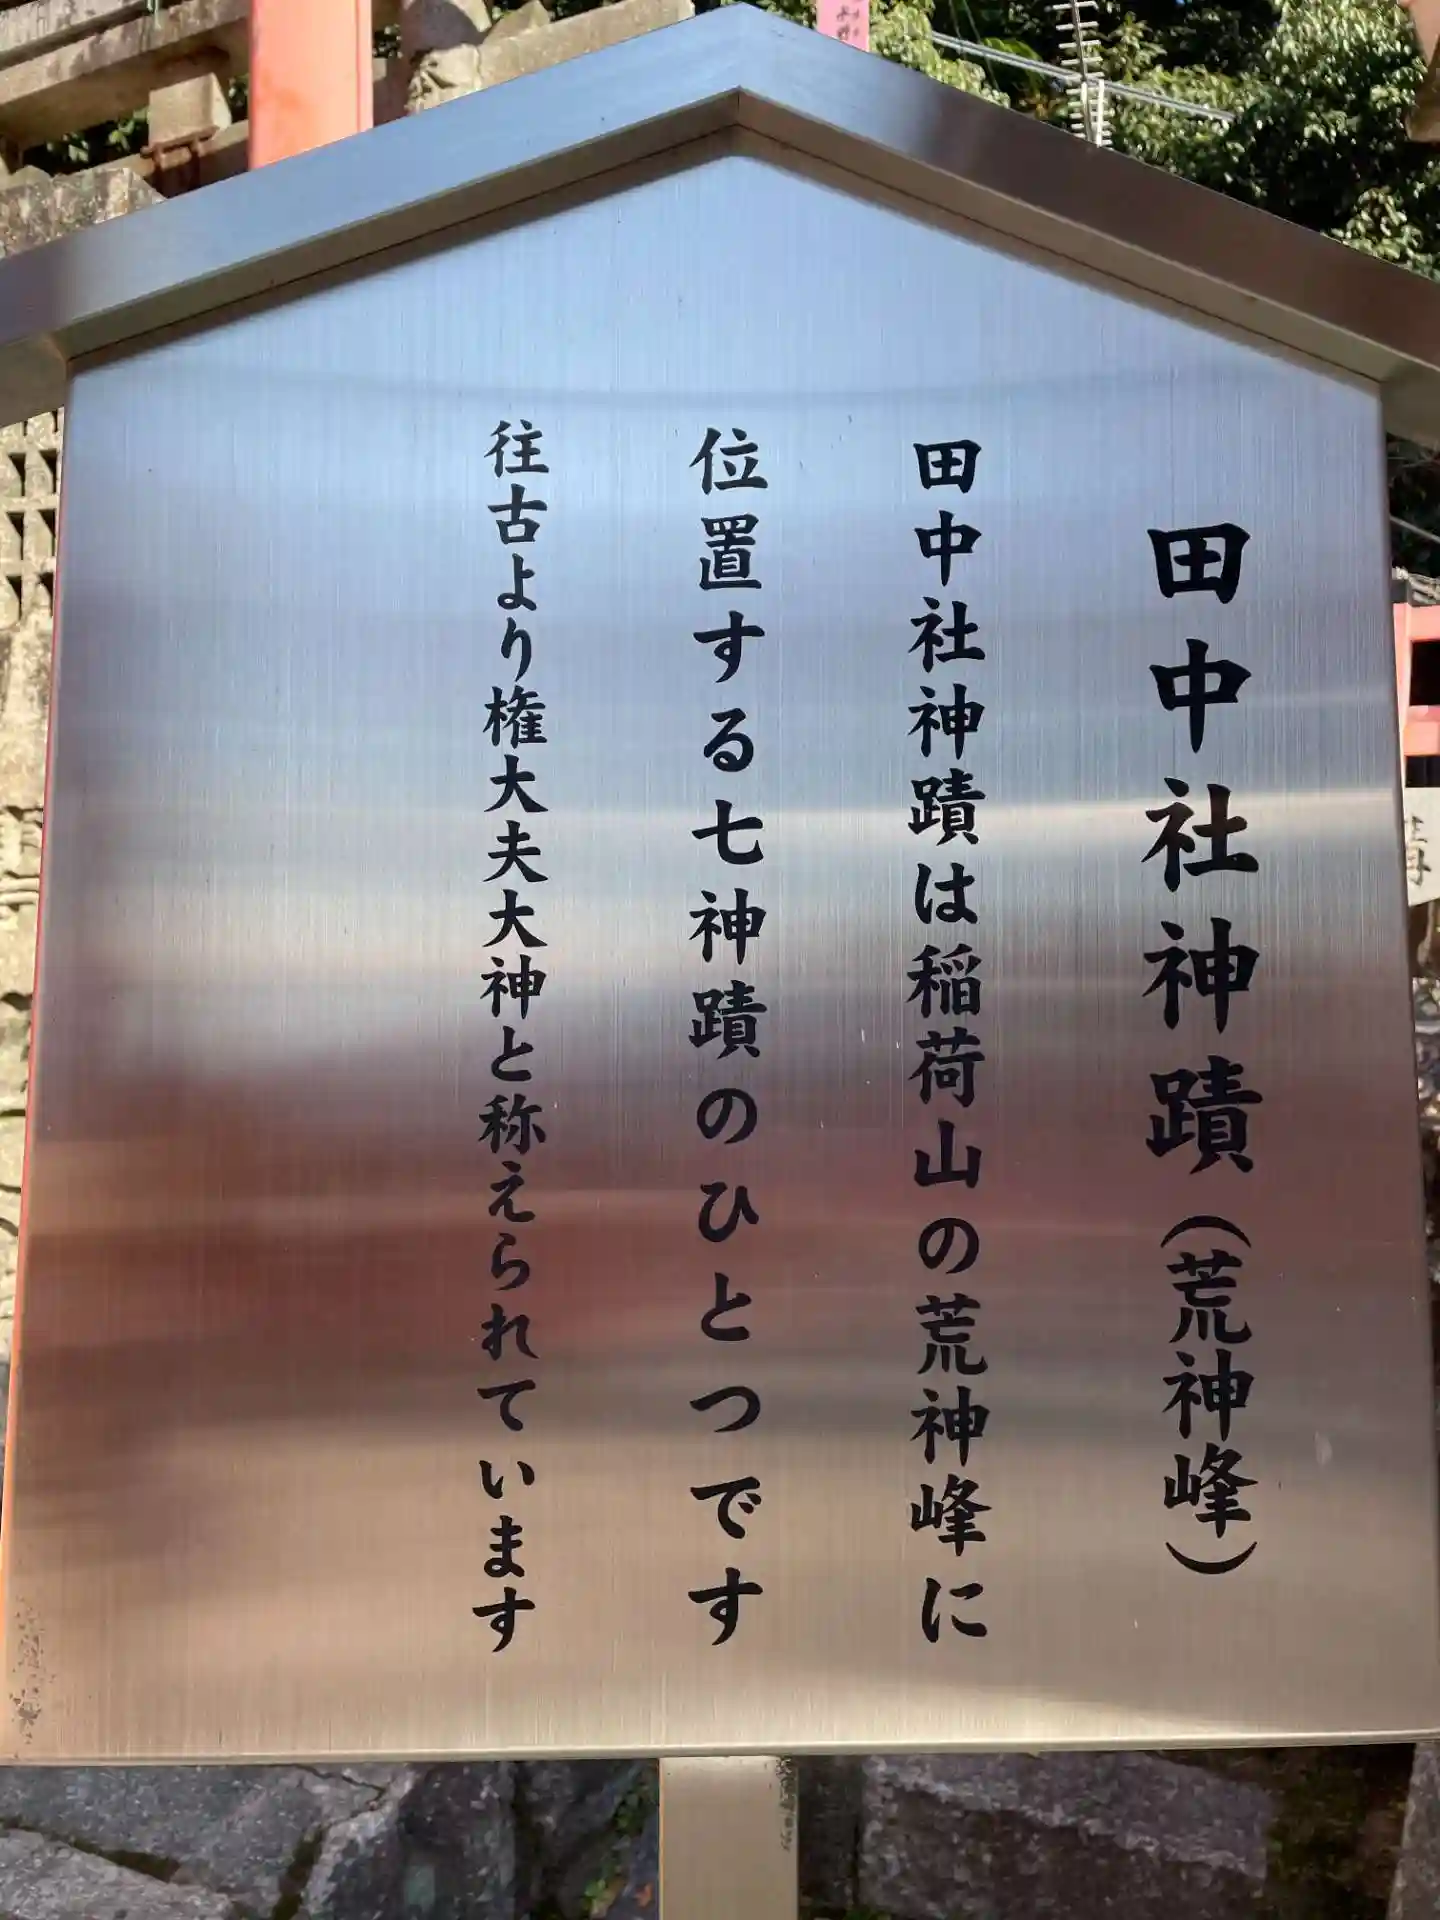 田中社神蹟(荒神峰)
田中社神蹟は稲荷山の荒神峰に
位置する七神蹟のひとつです
往古より権大夫大神と称えられています